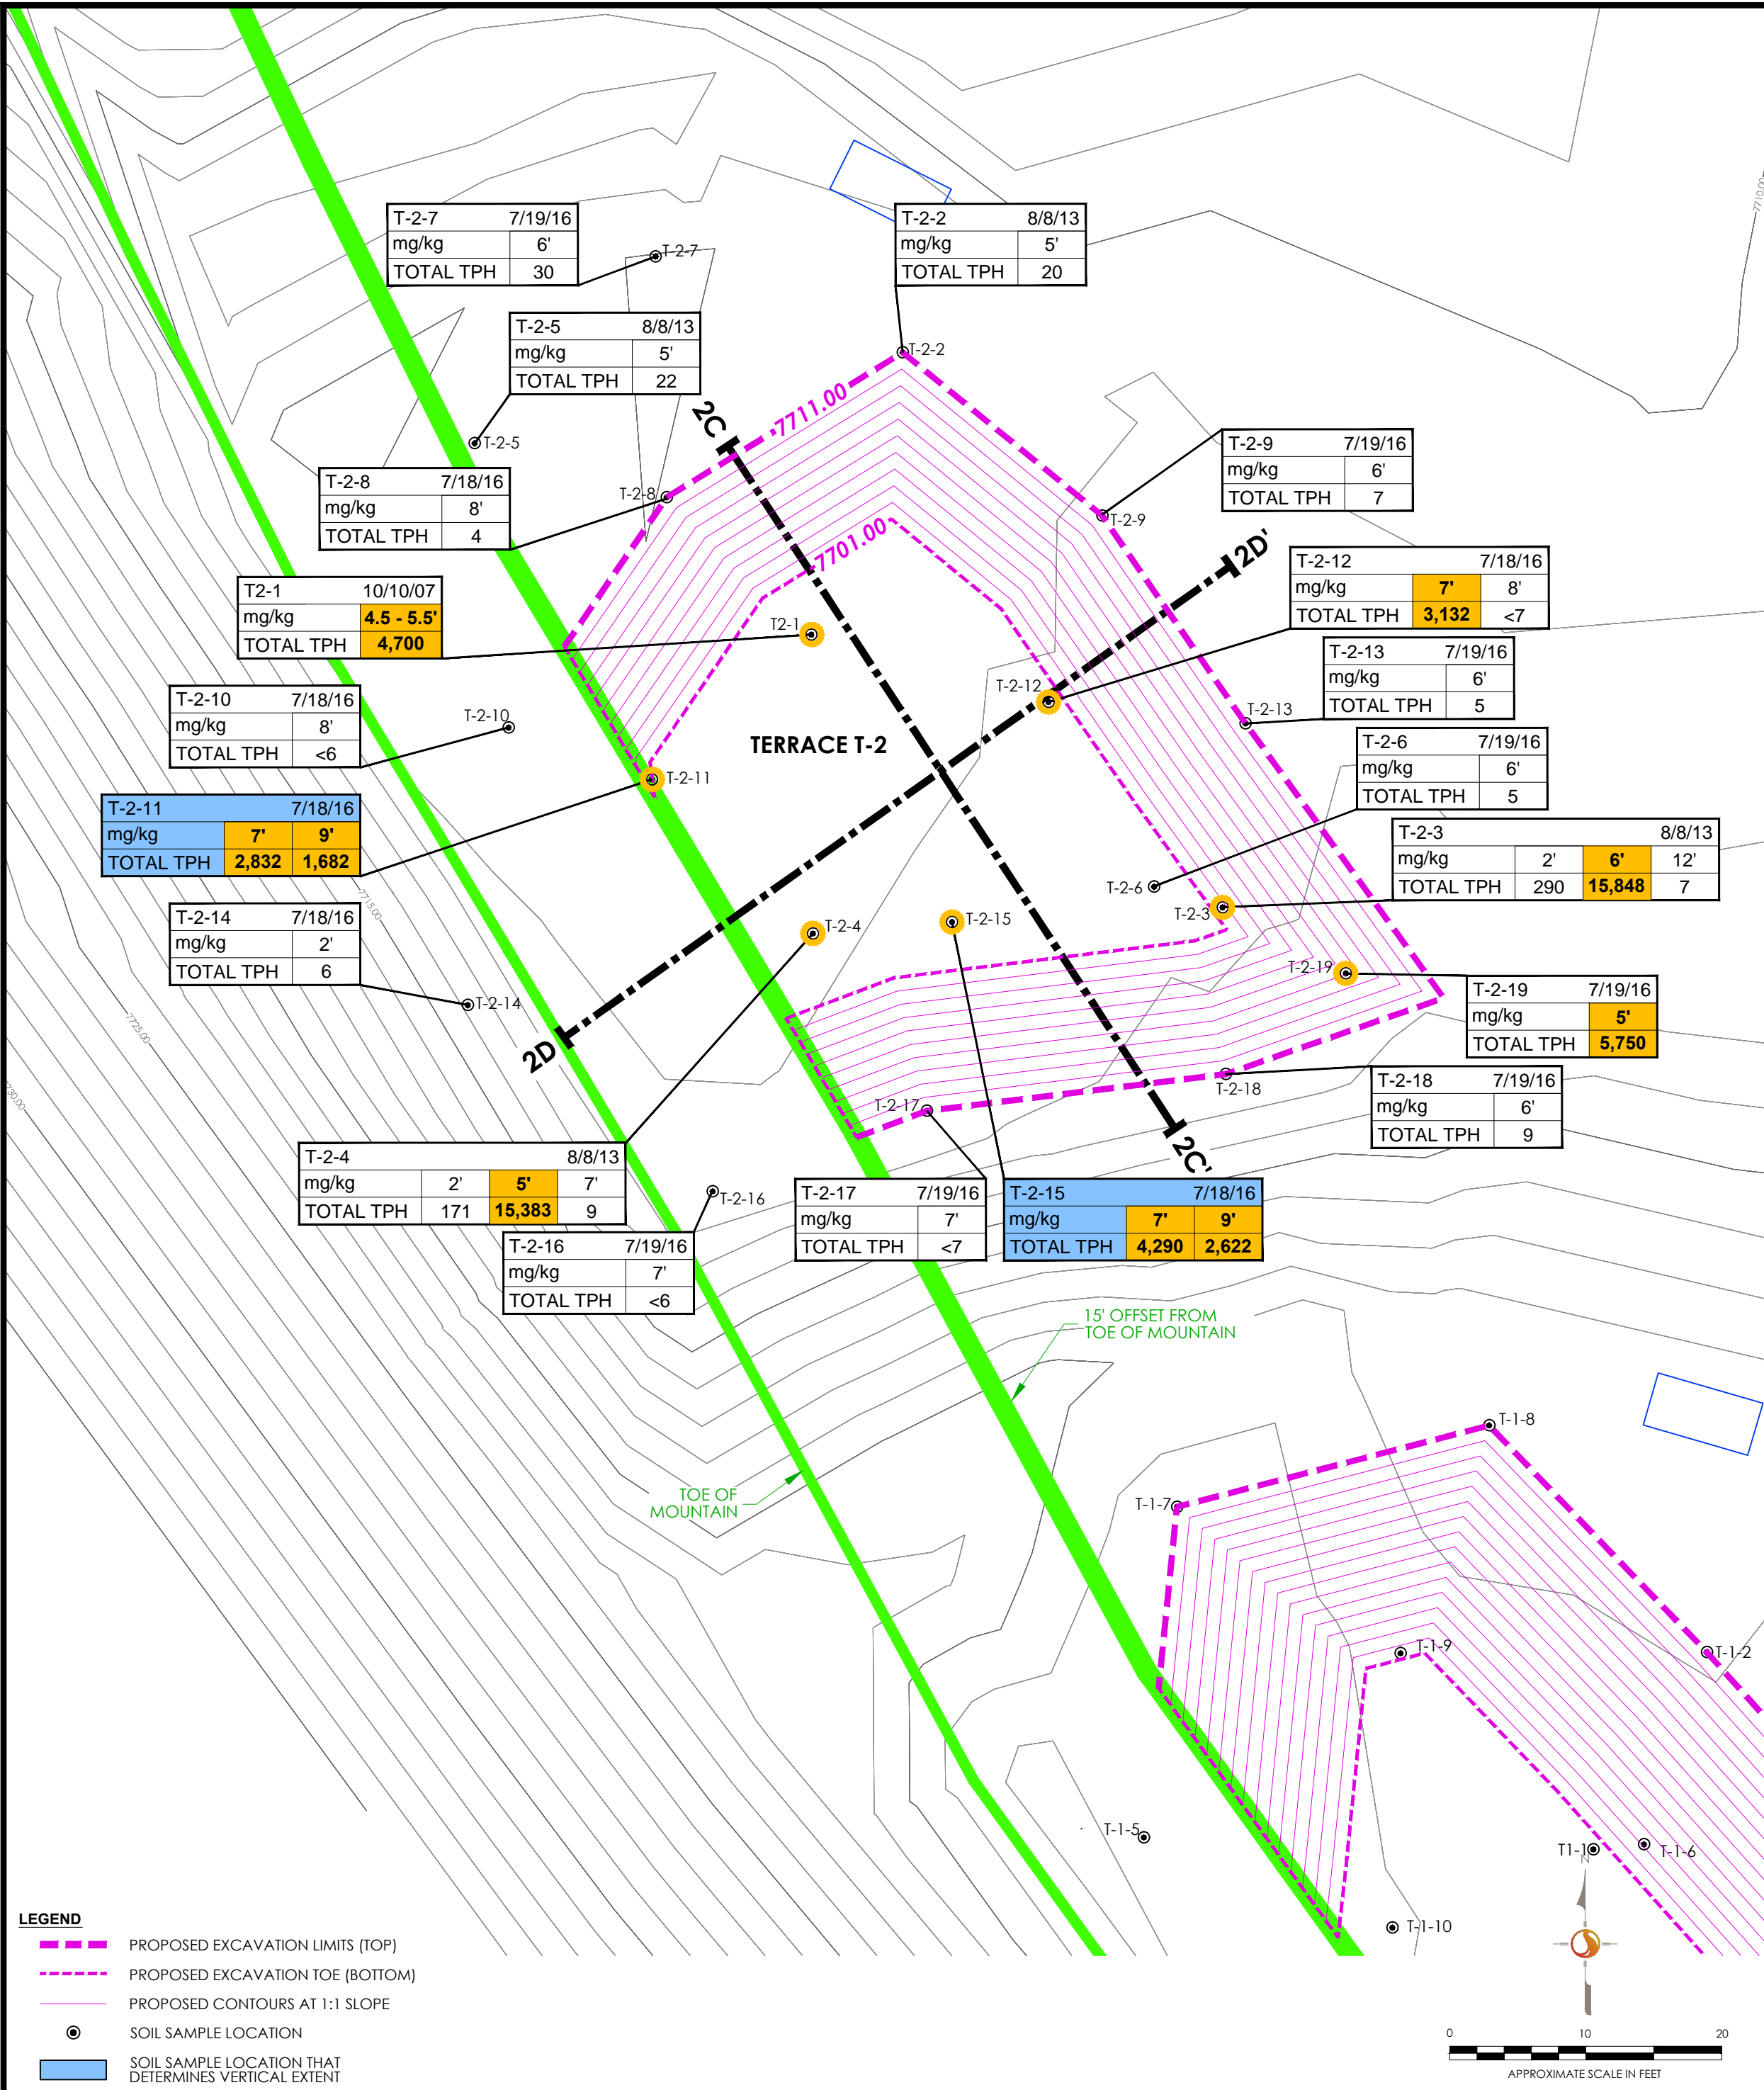 7710.00
T-2-7 7/19/16
mg/kg 6'
TOTAL TPH 30
T-2-7
T-2-2 8/8/13
mg/kg 5'
TOTAL TPH 20
T-2-2
T-2-5 8/8/13
mg/kg 5'
TOTAL TPH 22
T-2-5
2C
7711.00
T-2-8 7/18/16
mg/kg 8'
TOTAL TPH 4
T-2-8
T-2-9 7/19/16
mg/kg 6'
TOTAL TPH 7
T-2-9
7701.00
2D'
T-2-12 7/18/16
mg/kg 7' 8'
TOTAL TPH 3,132 <7
T-2-12
T2-1 10/10/07
mg/kg 4.5 - 5.5'
TOTAL TPH 4,700
T2-1
T-2-13 7/19/16
mg/kg 6'
TOTAL TPH 5
T-2-13
T-2-10 7/18/16
mg/kg 8'
TOTAL TPH <6
T-2-10
TERRACE T-2
T-2-6 7/19/16
mg/kg 6'
TOTAL TPH 5
T-2-6
T-2-11 7/18/16
mg/kg 7' 9'
TOTAL TPH 2,832 1,682
T-2-11
T-2-3 8/8/13
mg/kg 2' 6' 12'
TOTAL TPH 290 15,848 7
T-2-3
7715.00
T-2-14 7/18/16
mg/kg 2'
TOTAL TPH 6
T-2-14
T-2-4
T-2-15
T-2-19
T-2-19 7/19/16
mg/kg 5'
TOTAL TPH 5,750
7725.00
2D
7730.00
T-2-18
T-2-18 7/19/16
mg/kg 6'
TOTAL TPH 9
T-2-17
2C'
T-2-4 8/8/13
mg/kg 2' 5' 7'
TOTAL TPH 171 15,383 9
T-2-16
T-2-17 7/19/16
mg/kg 7'
TOTAL TPH <7
T-2-15 7/18/16
mg/kg 7' 9'
TOTAL TPH 4,290 2,622
T-2-16 7/19/16
mg/kg 7'
TOTAL TPH <6
15' OFFSET FROM
TOE OF MOUNTAIN
TOE OF
MOUNTAIN
T-1-8
T-1-7
T-1-9
T-1-2
T-1-5
T1-1
T-1-6
T-1-10
N
LEGEND
PROPOSED EXCAVATION LIMITS (TOP)
PROPOSED EXCAVATION TOE (BOTTOM)
PROPOSED CONTOURS AT 1:1 SLOPE
SOIL SAMPLE LOCATION
SOIL SAMPLE LOCATION THAT
DETERMINES VERTICAL EXTENT
0 10 20
APPROXIMATE SCALE IN FEET